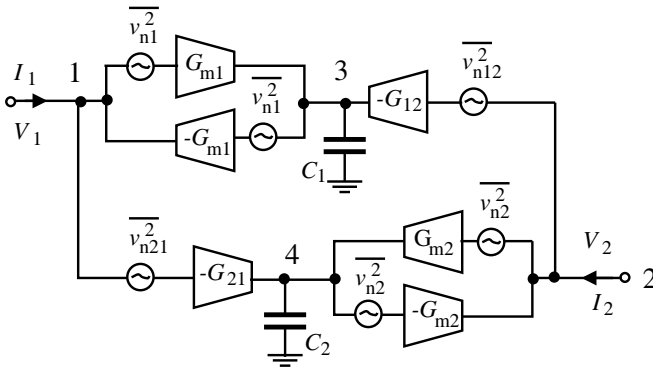 v̅n1²
I1
1
Gm1
V1
v̅n1²
-Gm1
3
C1
-G12
v̅n12²
v̅n21²
-G21
4
C2
Gm2
v̅n2²
v̅n2²
-Gm2
V2
2
I2